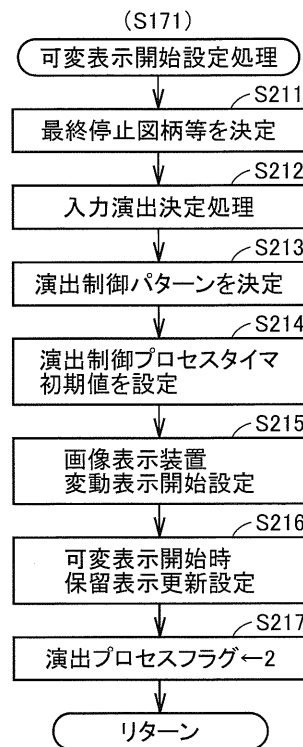 (S171)
可変表示開始設定処理
S211
最終停止図柄等を決定
S212
入力演出決定処理
S213
演出制御パターンを決定
S214
演出制御プロセスタイマ
初期値を設定
S215
画像表示装置
変動表示開始設定
S216
可変表示開始時
保留表示更新設定
S217
演出プロセスフラグ←2
リターン